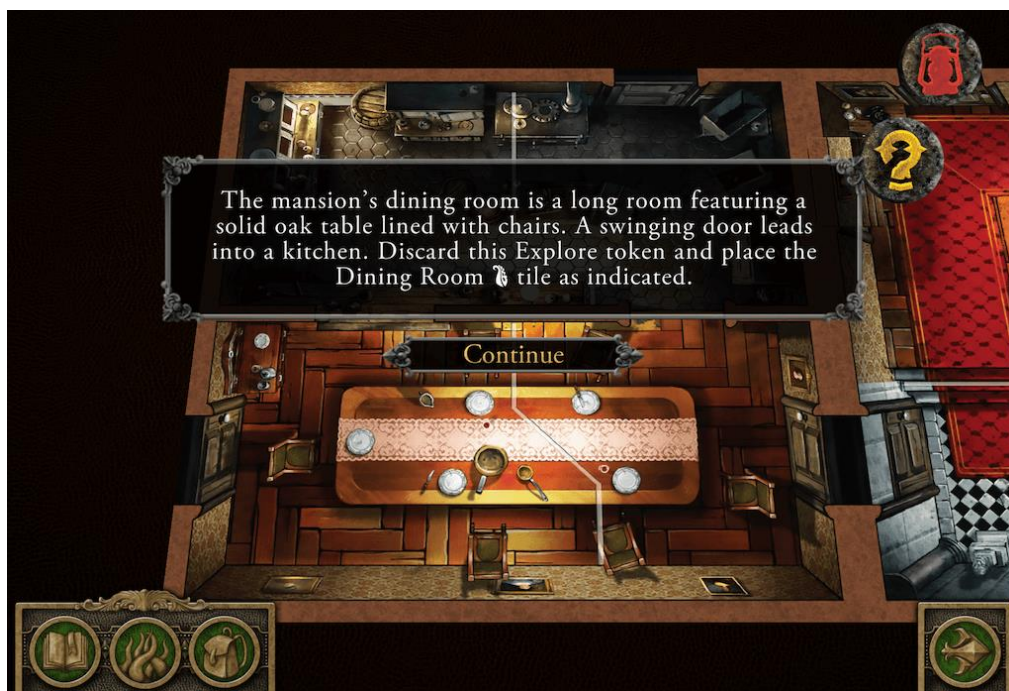 The mansion’s dining room is a long room featuring a
solid oak table lined with chairs. A swinging door leads
into a kitchen. Discard this Explore token and place the
Dining Room tile as indicated.
Continue